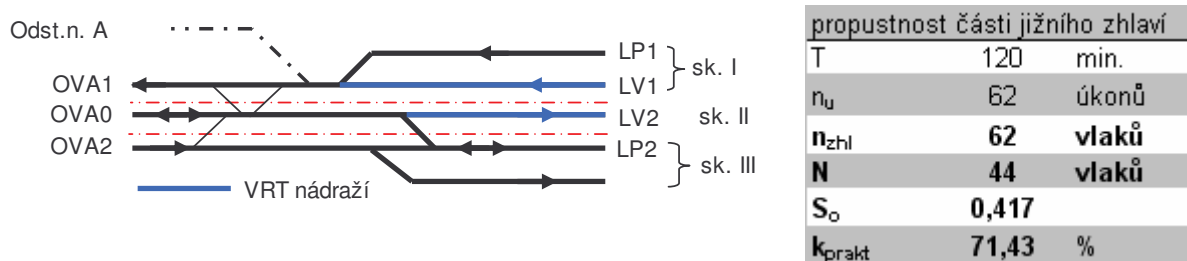 Odst.n. A
LP1
sk. I
OVA1
LV1
OVA0
LV2
sk. II
OVA2
LP2
sk. III
VRT nádraží
propustnost části jižního zhlaví
T 120 min.
nu 62 úkonů
nzhl 62 vlaků
N 44 vlaků
So 0,417
kprakt 71,43 %